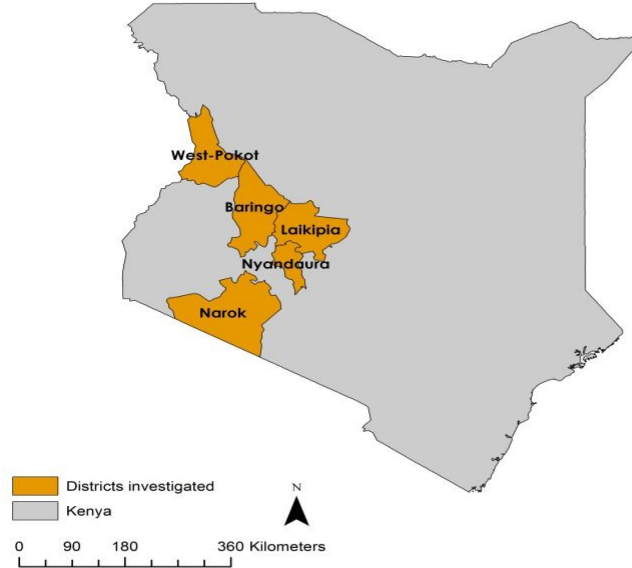 West-Pokot
Baringo
Laikipia
Nyandaura
Narok
Districts investigated
N
Kenya
0 90 180 360 Kilometers